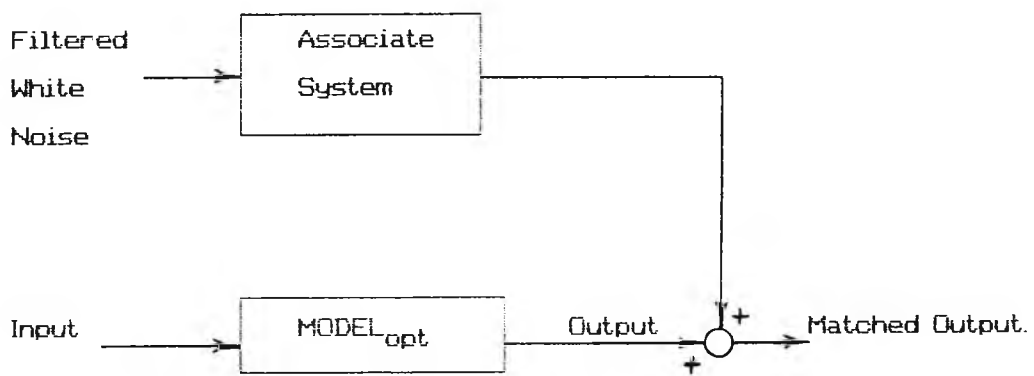 Filtered
White
Noise
Associate
System
+
Input
MODELopt
Output
+
Matched Output.